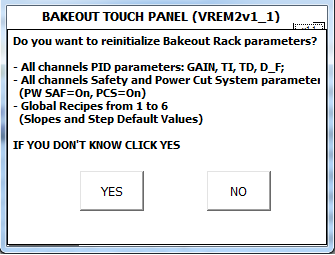 BAKEOUT TOUCH PANEL (VREM2v1_1)
Do you want to reinitialize Bakeout Rack parameters?
- All channels PID parameters: GAIN, TI, TD, D_F;
- All channels Safety and Power Cut System parameter
(PW SAF=On, PCS=On)
- Global Recipes from 1 to 6
(Slopes and Step Default Values)
IF YOU DON'T KNOW CLICK YES
YES NO